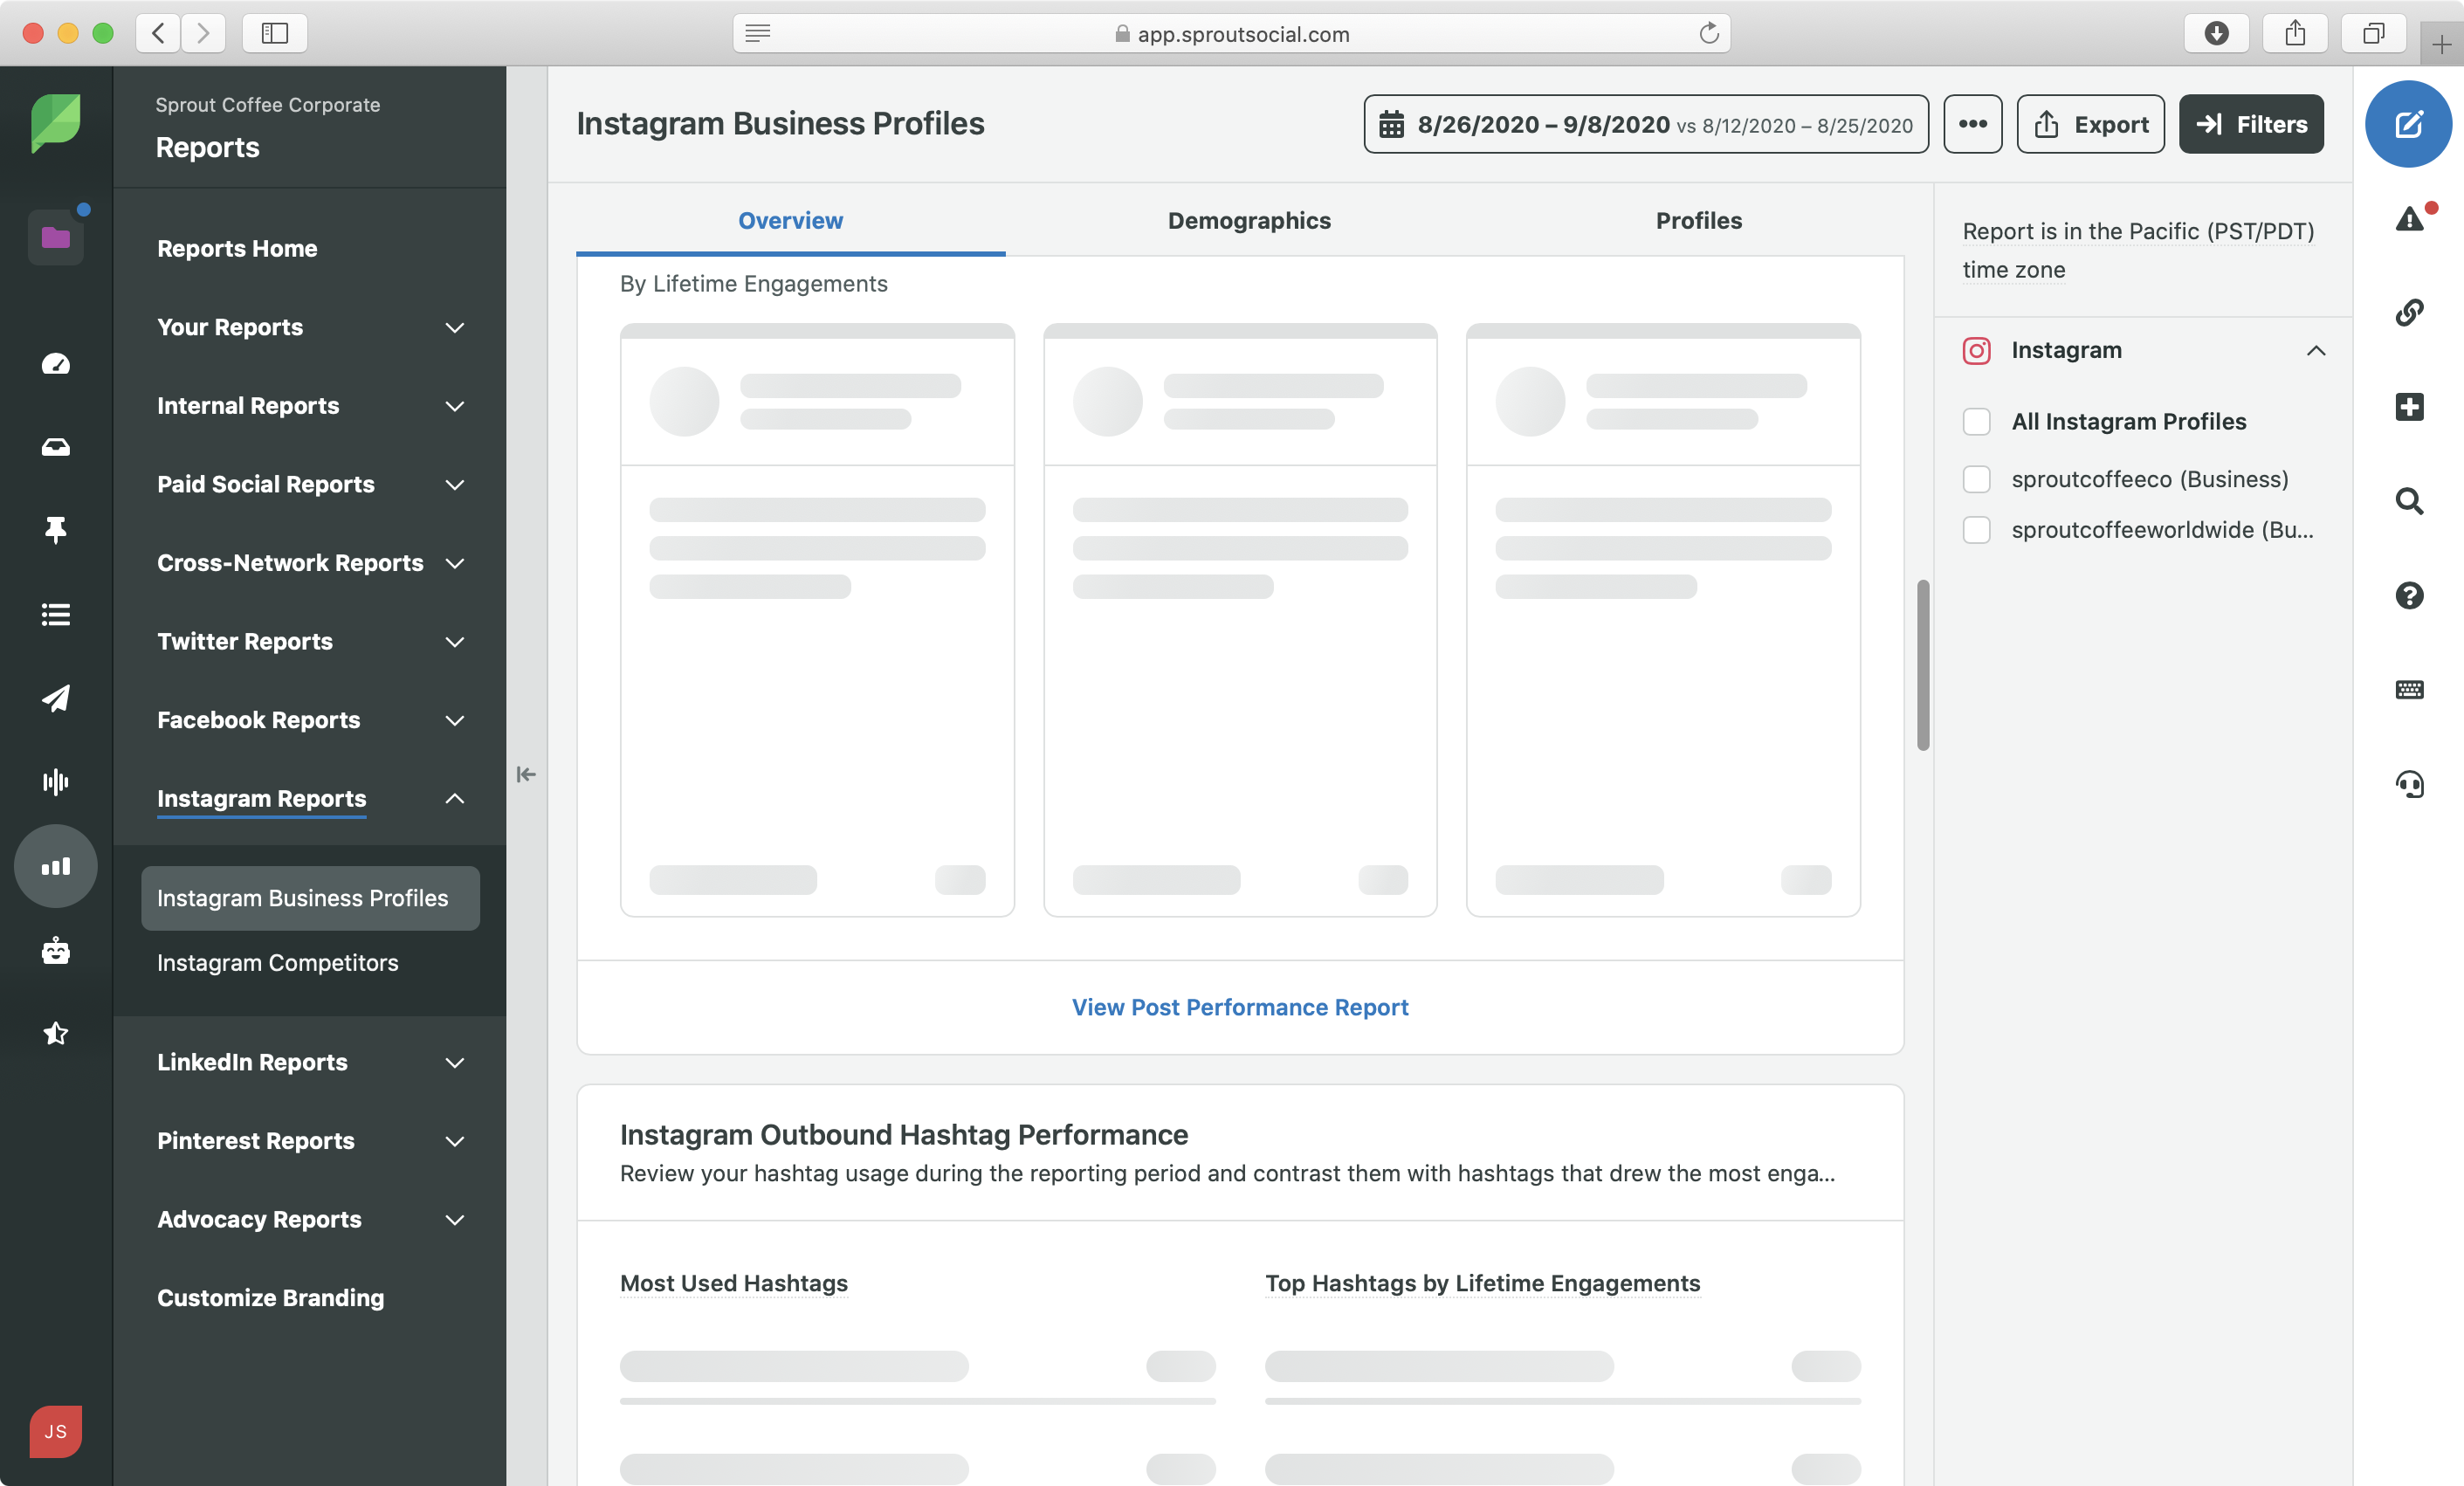 app.sproutsocial.com
Sprout Coffee Corporate
Reports
Reports Home
Your Reports
Internal Reports
Paid Social Reports
Cross-Network Reports
Twitter Reports
Facebook Reports
Instagram Reports
Instagram Business Profiles
Instagram Competitors
LinkedIn Reports
Pinterest Reports
Advocacy Reports
Customize Branding
JS
Instagram Business Profiles
8/26/2020 – 9/8/2020 vs 8/12/2020 – 8/25/2020
Export
Filters
Overview
Demographics
Profiles
By Lifetime Engagements
View Post Performance Report
Instagram Outbound Hashtag Performance
Review your hashtag usage during the reporting period and contrast them with hashtags that drew the most enga...
Most Used Hashtags
Top Hashtags by Lifetime Engagements
Report is in the Pacific (PST/PDT)
time zone
Instagram
All Instagram Profiles
sproutcoffeeco (Business)
sproutcoffeeworldwide (Bu...